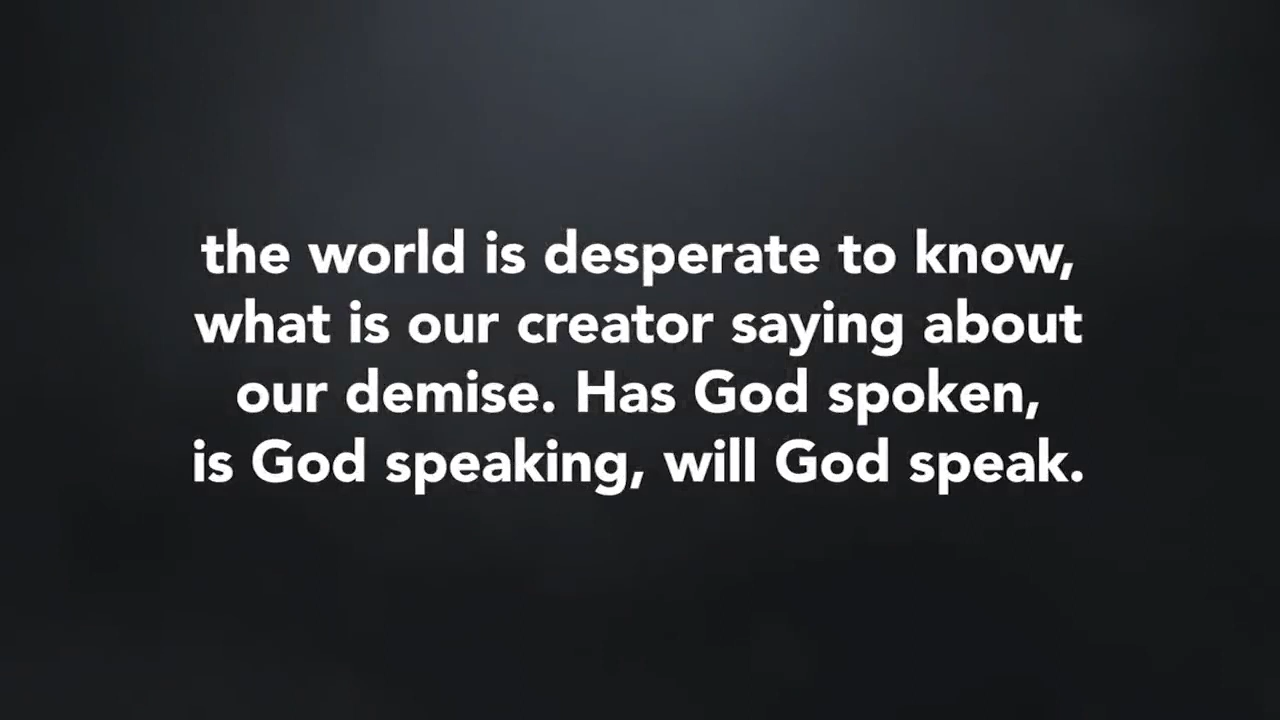 the world is desperate to know,
what is our creator saying about
our demise. Has God spoken,
is God speaking, will God speak.